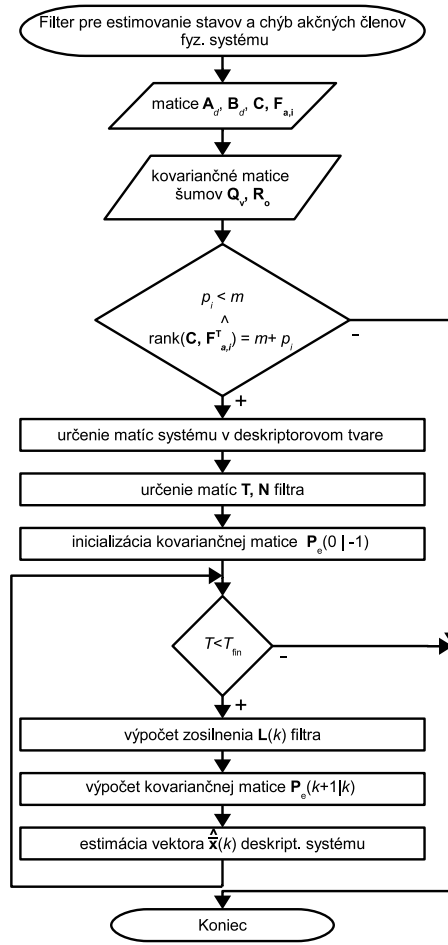 Filter pre estimovanie stavov a chýb akčných členov
fyz. systému
matice A_d, B_d, C, F_a,i
kovariančné matice
šumov Q_v, R_o
p_i < m
^
rank(C, F^T_a,i) = m+ p_i
-
+
určenie matíc systému v deskriptorovom tvare
určenie matíc T, N filtra
inicializácia kovariančnej matice P_e(0 | -1)
T<T_fin
-
+
výpočet zosilnenia L(k) filtra
výpočet kovariančnej matice P_e(k+1|k)
estimácia vektora x̅̂(k) deskript. systému
Koniec